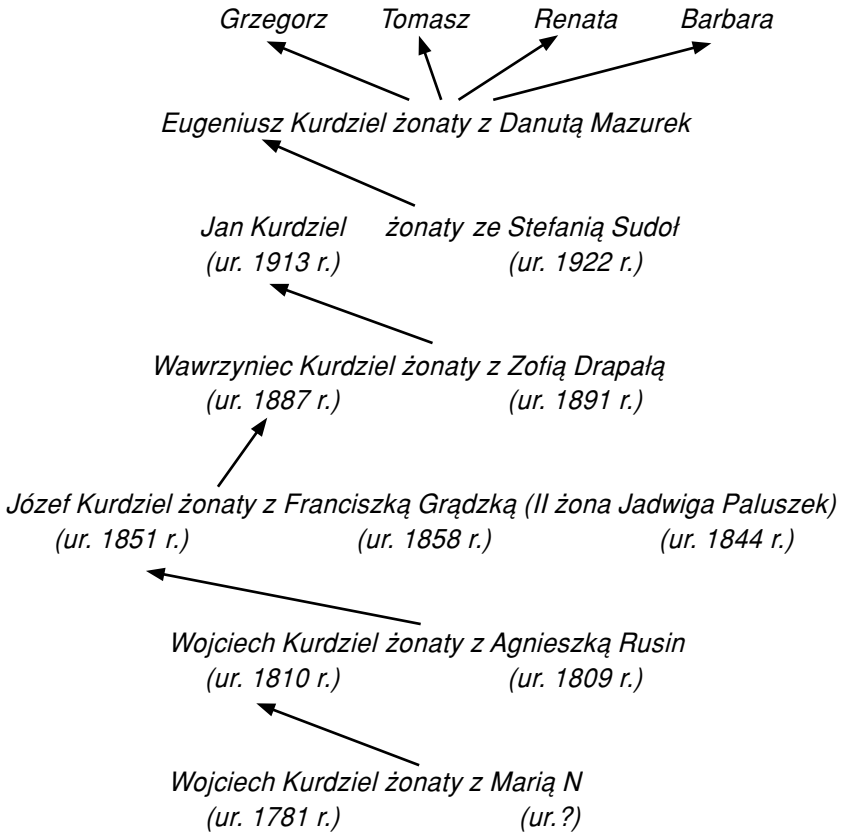 Grzegorz Tomasz Renata Barbara
Eugeniusz Kurdziel żonaty z Danutą Mazurek
Jan Kurdziel żonaty ze Stefanią Sudoł
(ur. 1913 r.) (ur. 1922 r.)
Wawrzyniec Kurdziel żonaty z Zofią Drapałą
(ur. 1887 r.) (ur. 1891 r.)
Józef Kurdziel żonaty z Franciszką Grądzką (II żona Jadwiga Paluszek)
(ur. 1851 r.) (ur. 1858 r.) (ur. 1844 r.)
Wojciech Kurdziel żonaty z Agnieszką Rusin
(ur. 1810 r.) (ur. 1809 r.)
Wojciech Kurdziel żonaty z Marią N
(ur. 1781 r.) (ur.?)